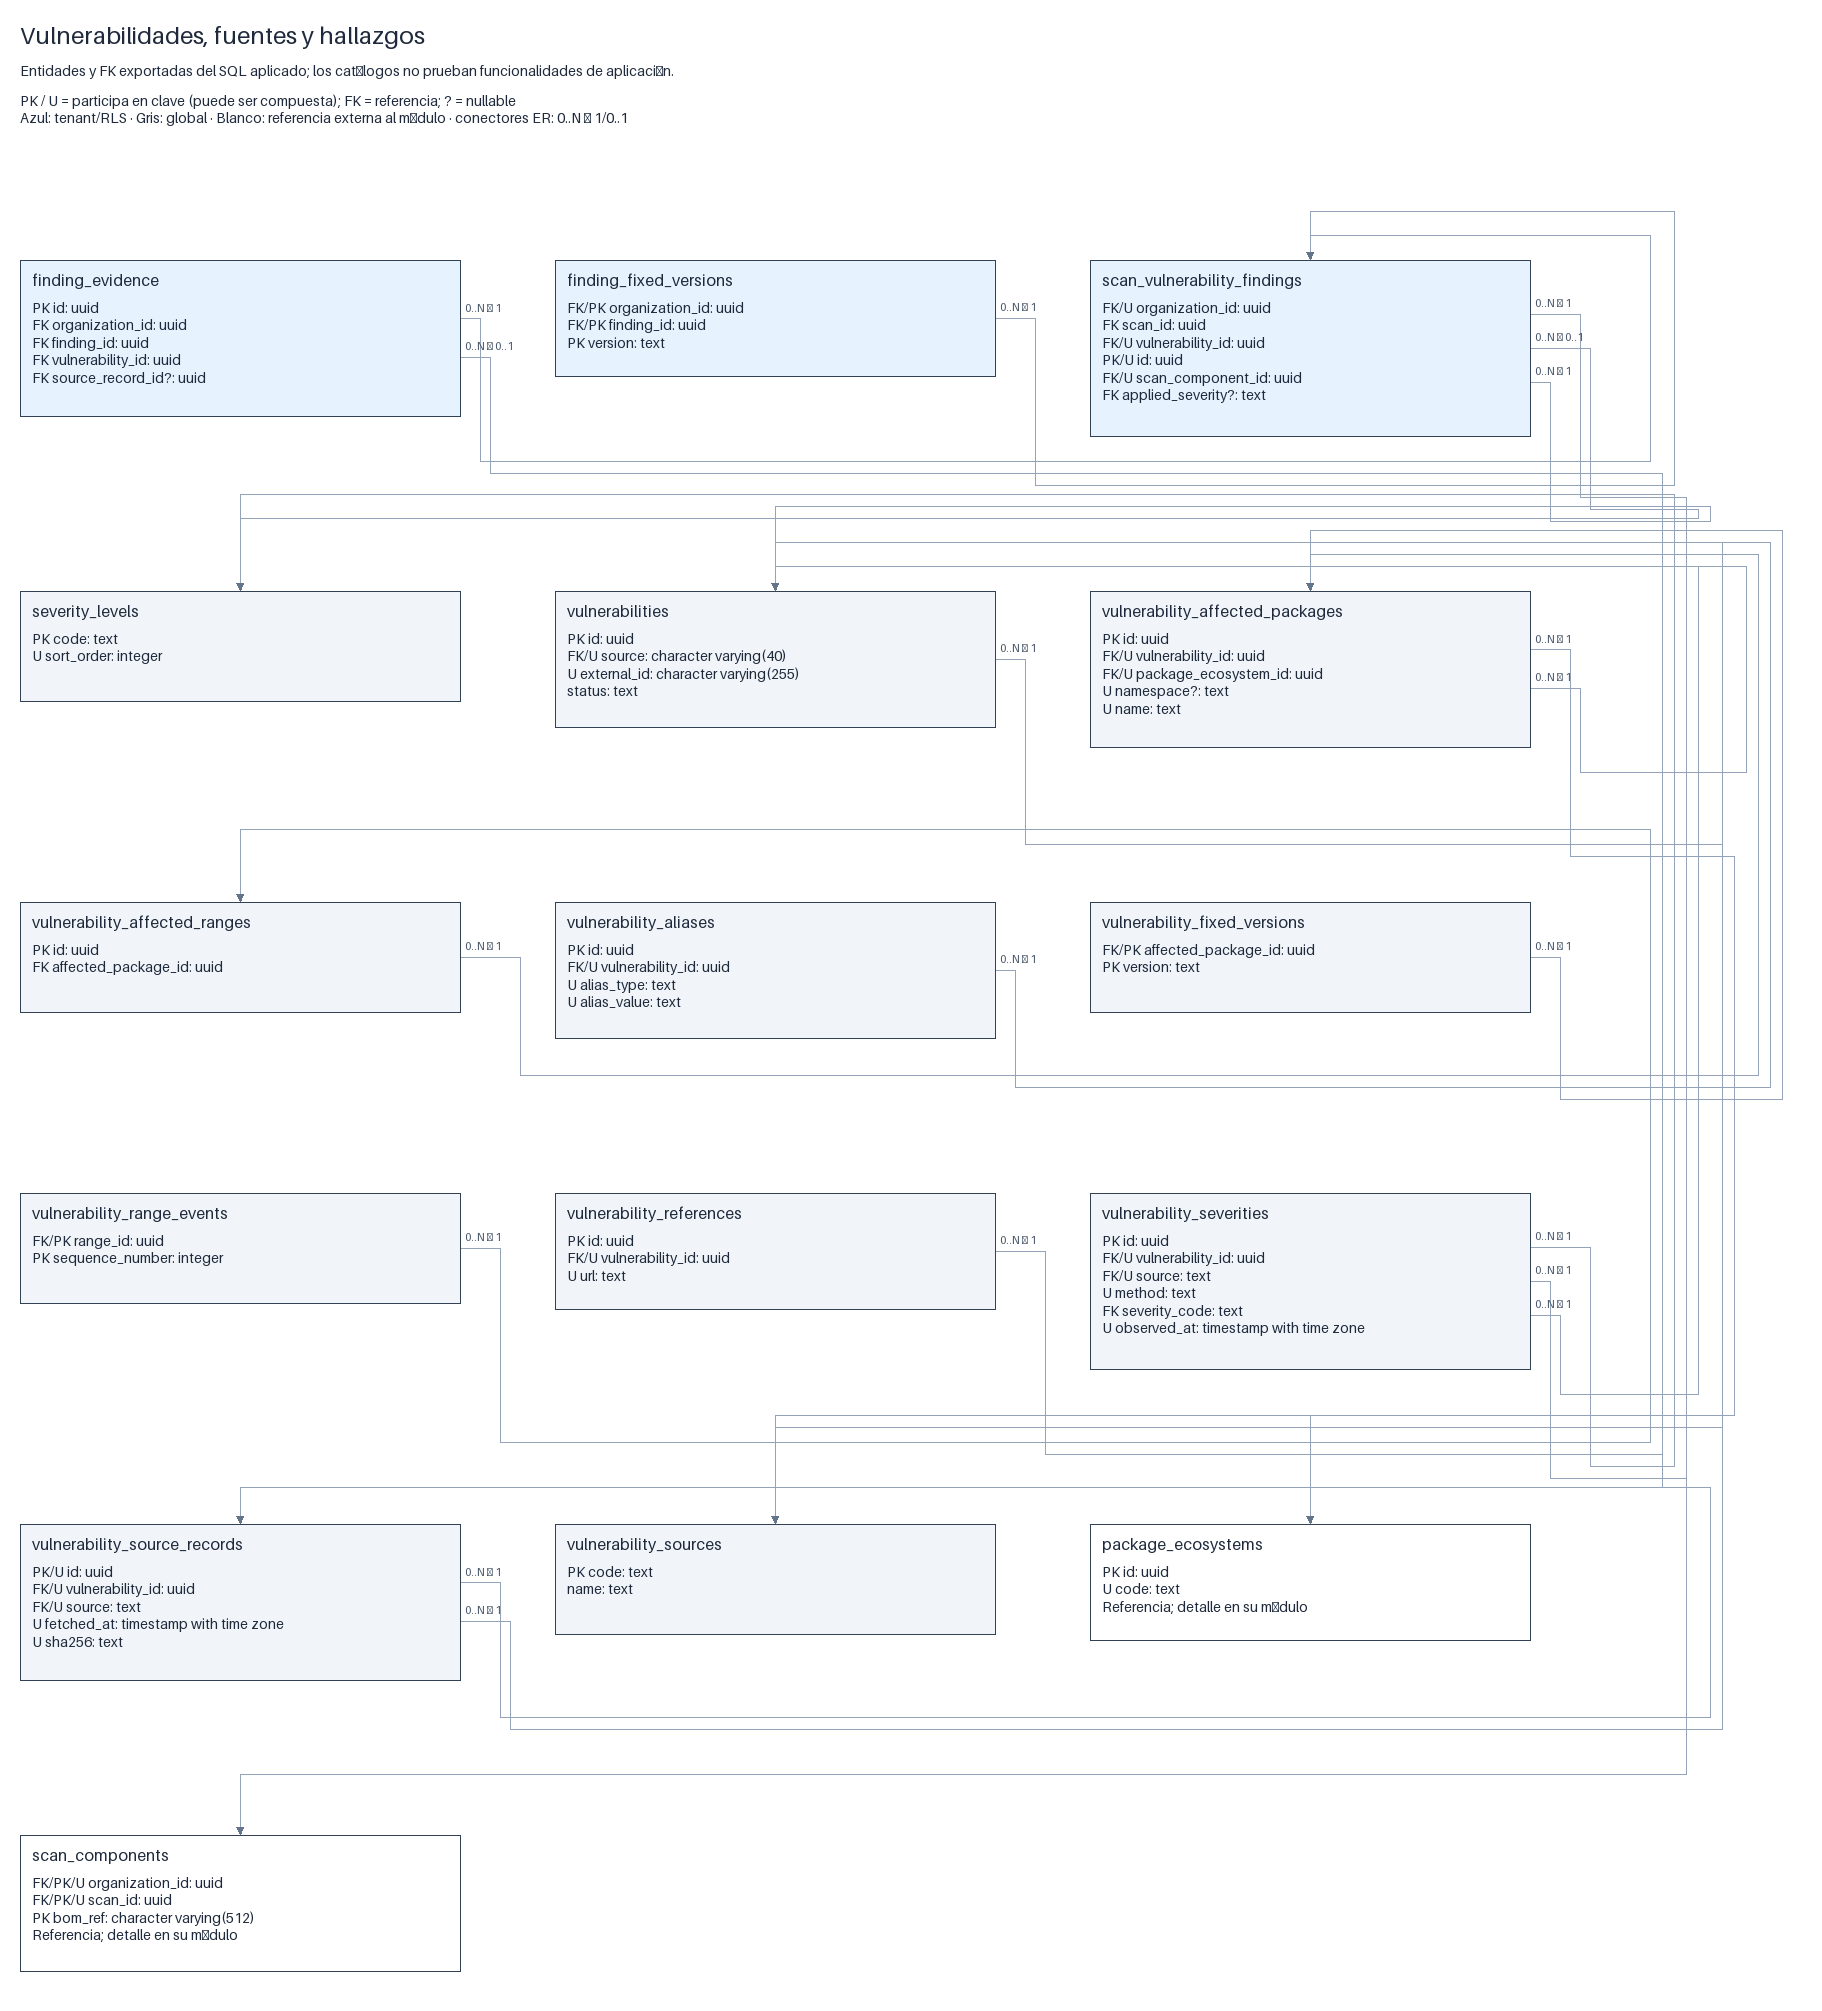 Vulnerabilidades, fuentes y hallazgos
Entidades y FK exportadas del SQL aplicado; los cat☒logos no prueban funcionalidades de aplicaci☒n.
PK / U = participa en clave (puede ser compuesta); FK = referencia; ? = nullable
Azul: tenant/RLS · Gris: global · Blanco: referencia externa al m☒dulo · conectores ER: 0..N ☒ 1/0..1
finding_evidence
PK id: uuid
FK organization_id: uuid
FK finding_id: uuid
FK vulnerability_id: uuid
FK source_record_id?: uuid
0..N ☒ 1
0..N ☒ 0..1
finding_fixed_versions
FK/PK organization_id: uuid
FK/PK finding_id: uuid
PK version: text
0..N ☒ 1
scan_vulnerability_findings
FK/U organization_id: uuid
FK scan_id: uuid
FK/U vulnerability_id: uuid
PK/U id: uuid
FK/U scan_component_id: uuid
FK applied_severity?: text
0..N ☒ 1
0..N ☒ 0..1
0..N ☒ 1
severity_levels
PK code: text
U sort_order: integer
vulnerabilities
PK id: uuid
FK/U source: character varying(40)
U external_id: character varying(255)
status: text
0..N ☒ 1
vulnerability_affected_packages
PK id: uuid
FK/U vulnerability_id: uuid
FK/U package_ecosystem_id: uuid
U namespace?: text
U name: text
0..N ☒ 1
0..N ☒ 1
vulnerability_affected_ranges
PK id: uuid
FK affected_package_id: uuid
0..N ☒ 1
vulnerability_aliases
PK id: uuid
FK/U vulnerability_id: uuid
U alias_type: text
U alias_value: text
0..N ☒ 1
vulnerability_fixed_versions
FK/PK affected_package_id: uuid
PK version: text
0..N ☒ 1
vulnerability_range_events
FK/PK range_id: uuid
PK sequence_number: integer
0..N ☒ 1
vulnerability_references
PK id: uuid
FK/U vulnerability_id: uuid
U url: text
0..N ☒ 1
vulnerability_severities
PK id: uuid
FK/U vulnerability_id: uuid
FK/U source: text
U method: text
FK severity_code: text
U observed_at: timestamp with time zone
0..N ☒ 1
0..N ☒ 1
0..N ☒ 1
vulnerability_source_records
PK/U id: uuid
FK/U vulnerability_id: uuid
FK/U source: text
U fetched_at: timestamp with time zone
U sha256: text
0..N ☒ 1
0..N ☒ 1
vulnerability_sources
PK code: text
name: text
package_ecosystems
PK id: uuid
U code: text
Referencia; detalle en su m☒dulo
scan_components
FK/PK/U organization_id: uuid
FK/PK/U scan_id: uuid
PK bom_ref: character varying(512)
Referencia; detalle en su m☒dulo